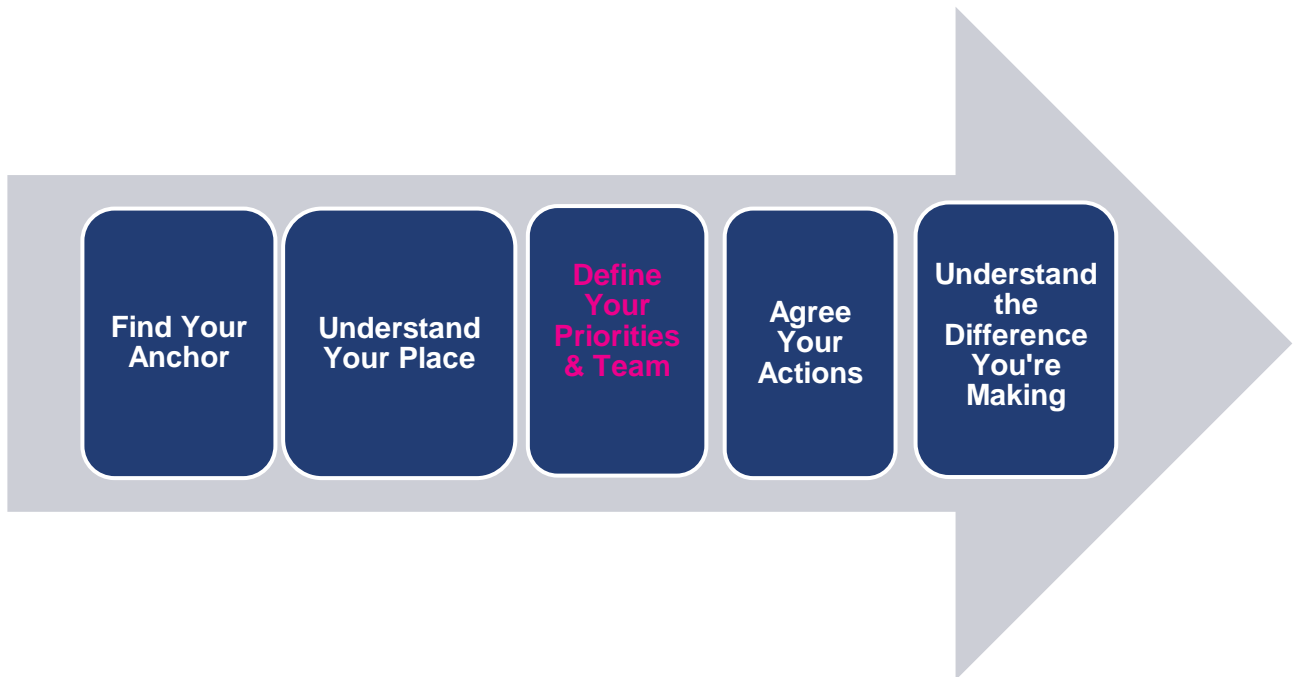 Find Your
Anchor
Understand
Your Place
Define
Your
Priorities
& Team
Agree
Your
Actions
Understand
the
Difference
You're
Making